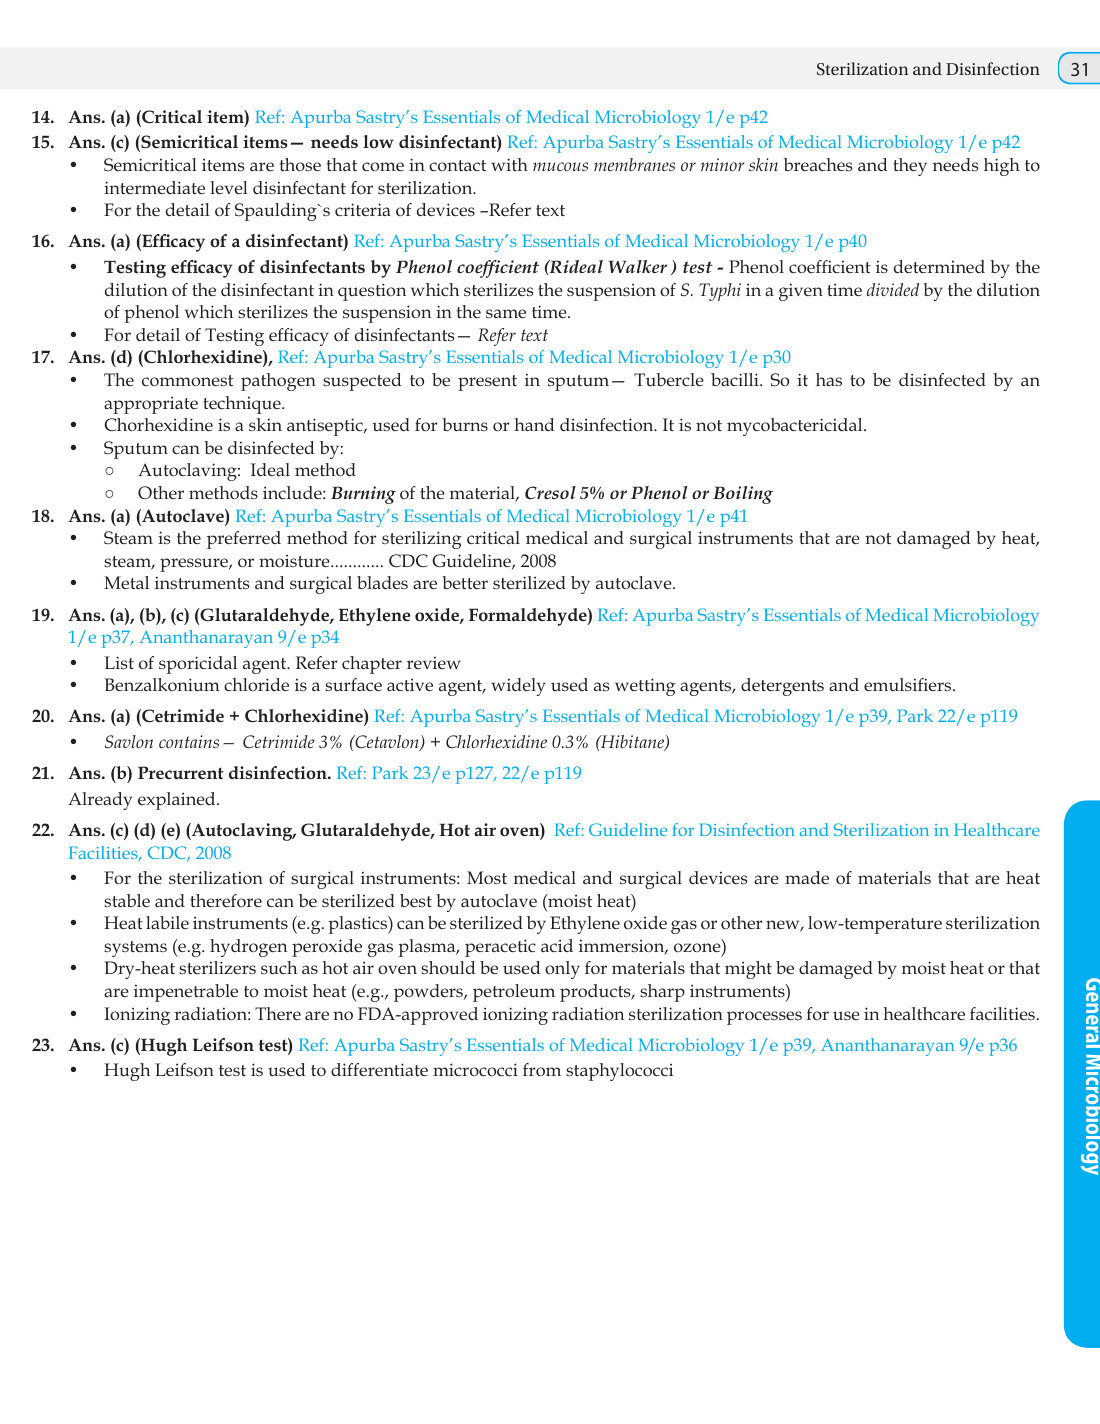 Sterilization and Disinfection 31
14. Ans. (a) (Critical item) Ref: Apurba Sastry’s Essentials of Medical Microbiology 1/e p42
15. Ans. (c) (Semicritical items— needs low disinfectant) Ref: Apurba Sastry’s Essentials of Medical Microbiology 1/e p42
• Semicritical items are those that come in contact with mucous membranes or minor skin breaches and they needs high to
intermediate level disinfectant for sterilization.
• For the detail of Spaulding`s criteria of devices –Refer text
16. Ans. (a) (Efficacy of a disinfectant) Ref: Apurba Sastry’s Essentials of Medical Microbiology 1/e p40
• Testing efficacy of disinfectants by Phenol coefficient (Rideal Walker ) test - Phenol coefficient is determined by the
dilution of the disinfectant in question which sterilizes the suspension of S. Typhi in a given time divided by the dilution
of phenol which sterilizes the suspension in the same time.
• For detail of Testing efficacy of disinfectants— Refer text
17. Ans. (d) (Chlorhexidine), Ref: Apurba Sastry’s Essentials of Medical Microbiology 1/e p30
• The commonest pathogen suspected to be present in sputum— Tubercle bacilli. So it has to be disinfected by an
appropriate technique.
• Chorhexidine is a skin antiseptic, used for burns or hand disinfection. It is not mycobactericidal.
• Sputum can be disinfected by:
○ Autoclaving: Ideal method
○ Other methods include: Burning of the material, Cresol 5% or Phenol or Boiling
18. Ans. (a) (Autoclave) Ref: Apurba Sastry’s Essentials of Medical Microbiology 1/e p41
• Steam is the preferred method for sterilizing critical medical and surgical instruments that are not damaged by heat,
steam, pressure, or moisture............ CDC Guideline, 2008
• Metal instruments and surgical blades are better sterilized by autoclave.
19. Ans. (a), (b), (c) (Glutaraldehyde, Ethylene oxide, Formaldehyde) Ref: Apurba Sastry’s Essentials of Medical Microbiology
1/e p37, Ananthanarayan 9/e p34
• List of sporicidal agent. Refer chapter review
• Benzalkonium chloride is a surface active agent, widely used as wetting agents, detergents and emulsifiers.
20. Ans. (a) (Cetrimide + Chlorhexidine) Ref: Apurba Sastry’s Essentials of Medical Microbiology 1/e p39, Park 22/e p119
• Savlon contains— Cetrimide 3% (Cetavlon) + Chlorhexidine 0.3% (Hibitane)
21. Ans. (b) Precurrent disinfection. Ref: Park 23/e p127, 22/e p119
Already explained.
22. Ans. (c) (d) (e) (Autoclaving, Glutaraldehyde, Hot air oven) Ref: Guideline for Disinfection and Sterilization in Healthcare
Facilities, CDC, 2008
• For the sterilization of surgical instruments: Most medical and surgical devices are made of materials that are heat
stable and therefore can be sterilized best by autoclave (moist heat)
• Heat labile instruments (e.g. plastics) can be sterilized by Ethylene oxide gas or other new, low-temperature sterilization
systems (e.g. hydrogen peroxide gas plasma, peracetic acid immersion, ozone)
• Dry-heat sterilizers such as hot air oven should be used only for materials that might be damaged by moist heat or that
are impenetrable to moist heat (e.g., powders, petroleum products, sharp instruments)
• Ionizing radiation: There are no FDA-approved ionizing radiation sterilization processes for use in healthcare facilities.
23. Ans. (c) (Hugh Leifson test) Ref: Apurba Sastry’s Essentials of Medical Microbiology 1/e p39, Ananthanarayan 9/e p36
• Hugh Leifson test is used to differentiate micrococci from staphylococci
General Microbiology